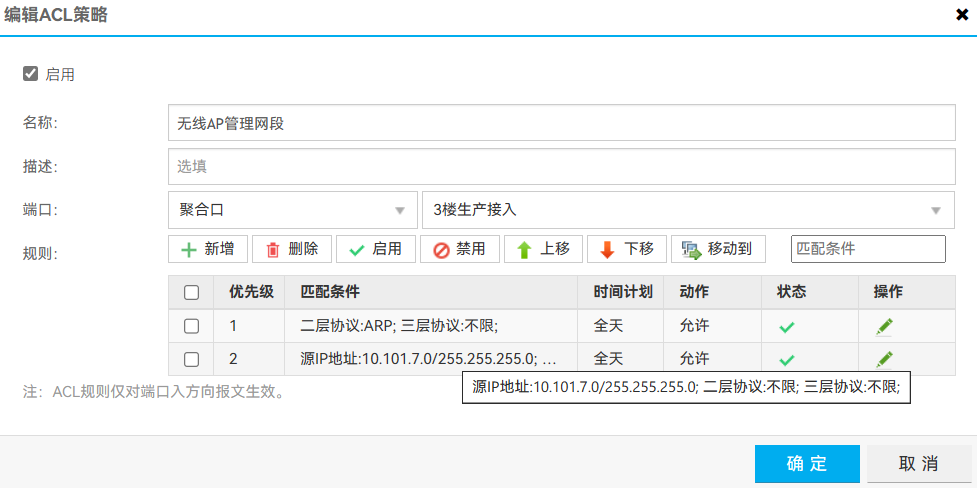 编辑ACL策略
启用
名称: 无线AP管理网段
描述: 选填
端口: 聚合口 3楼生产接入
规则: 新增 删除 启用 禁用 上移 下移 移动到 匹配条件
优先级 匹配条件 时间计划 动作 状态 操作
1 二层协议:ARP; 三层协议:不限; 全天 允许
2 源IP地址:10.101.7.0/255.255.255.0; ... 全天 允许
源IP地址:10.101.7.0/255.255.255.0; 二层协议:不限; 三层协议:不限;
注: ACL规则仅对端口入方向报文生效。
确定 取消